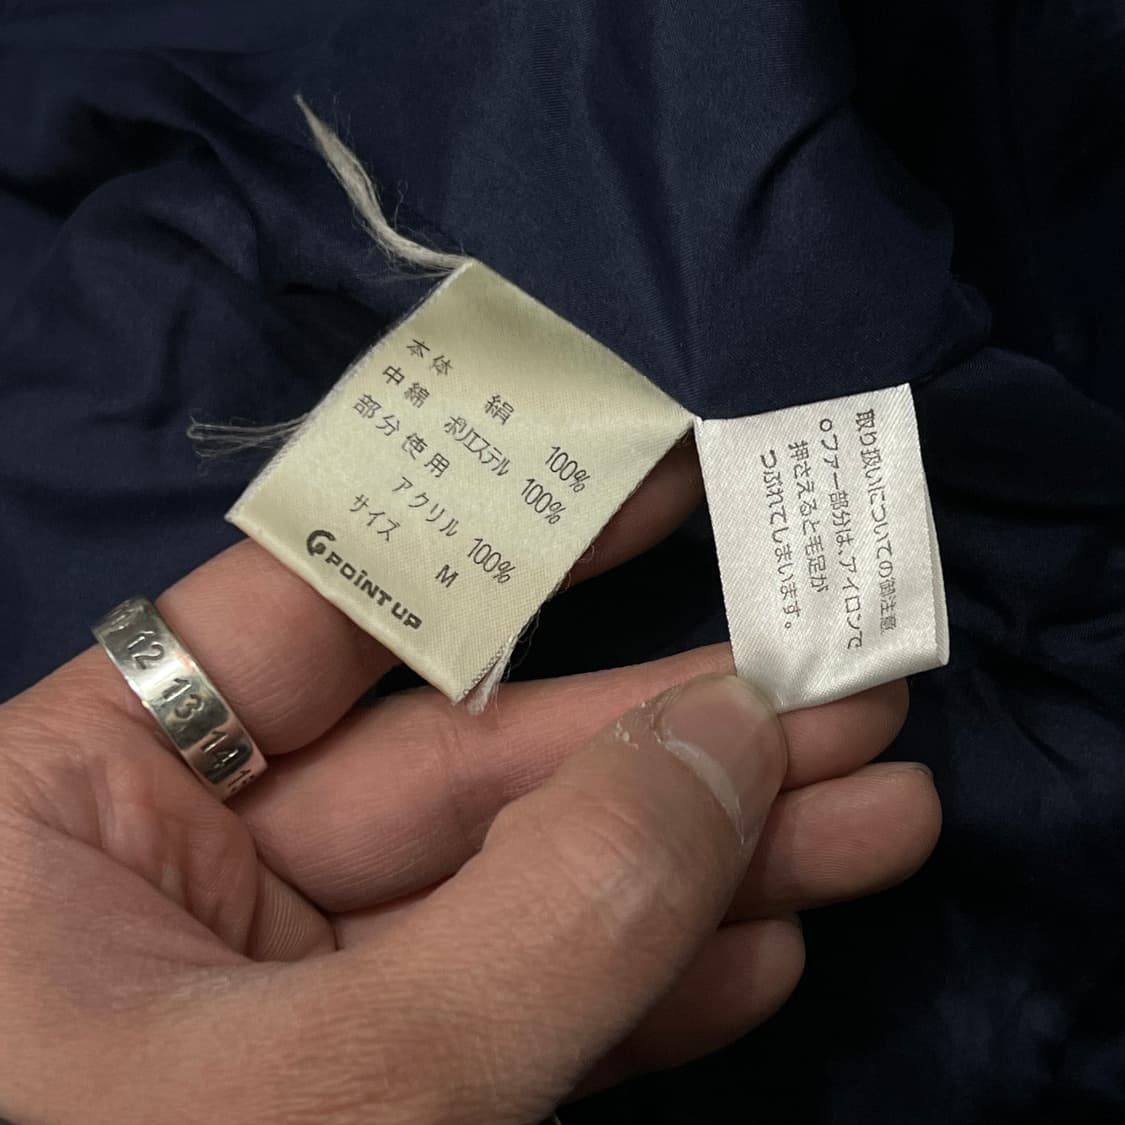 本体 絹 100%
中綿 ポリエステル 100%
部分使用
アクリル 100%
サイズ M
POINT UP
取り扱いについての御注意
○ファー部分は、アイロンで
押さえると毛足が
つぶれてしまいます。
12 13 14